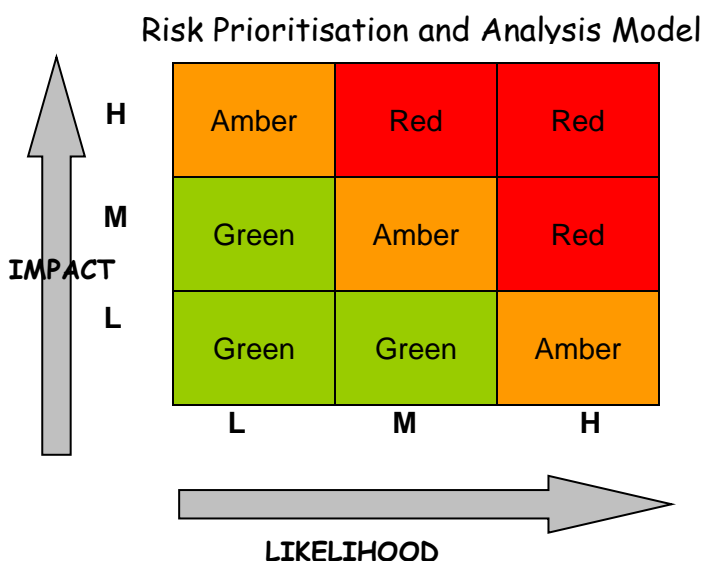 Risk Prioritisation and Analysis Model
H
Amber Red Red
M
Green Amber Red
IMPACT
L
Green Green Amber
L M H
LIKELIHOOD